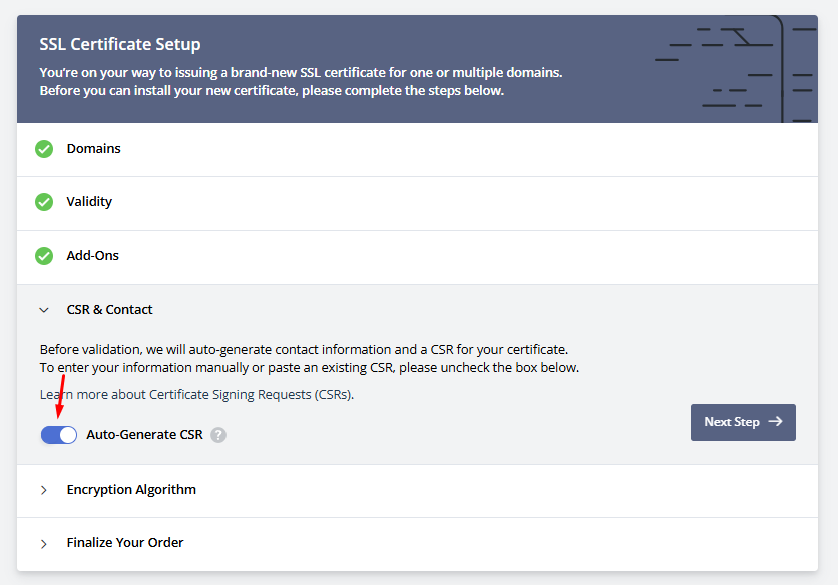 SSL Certificate Setup
You're on your way to issuing a brand-new SSL certificate for one or multiple domains.
Before you can install your new certificate, please complete the steps below.
Domains
Validity
Add-Ons
CSR & Contact
Before validation, we will auto-generate contact information and a CSR for your certificate.
To enter your information manually or paste an existing CSR, please uncheck the box below.
Learn more about Certificate Signing Requests (CSRs).
Auto-Generate CSR ?
Next Step →
Encryption Algorithm
Finalize Your Order